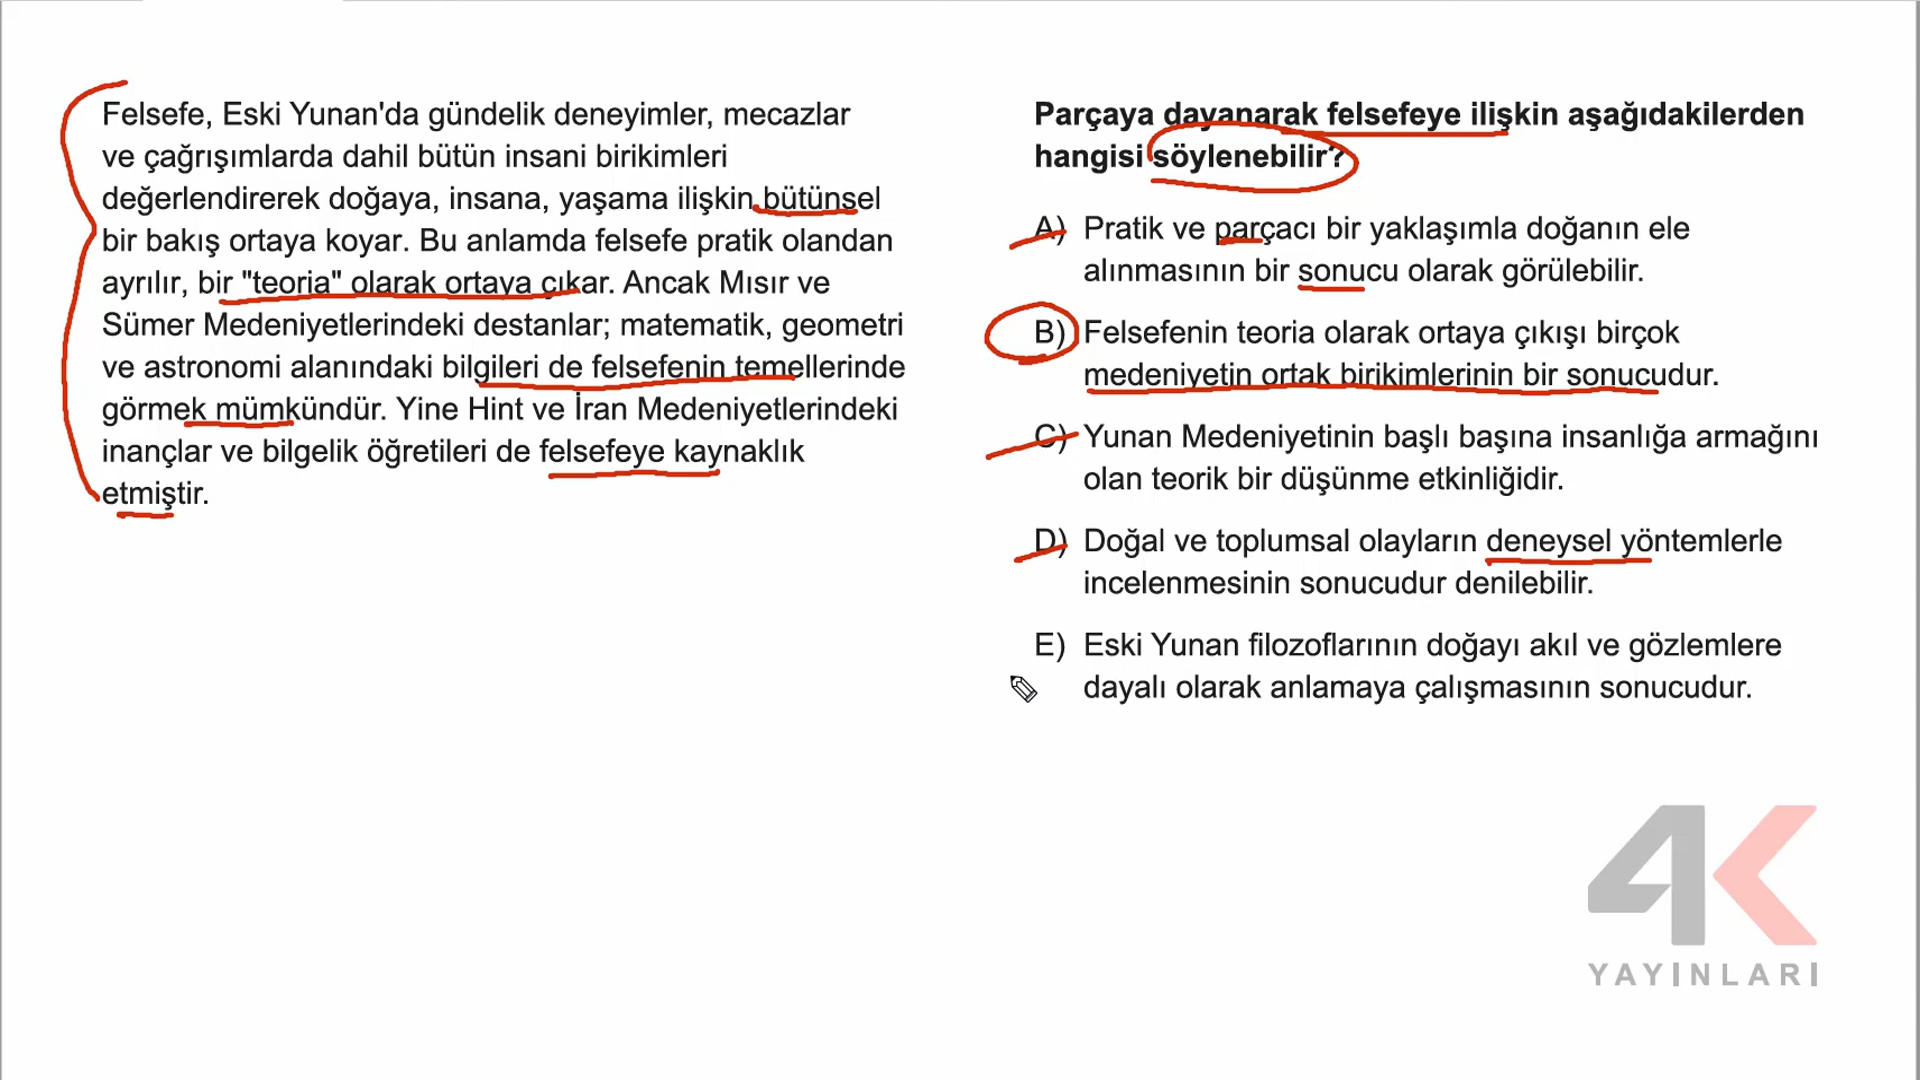 Felsefe, Eski Yunan'da gündelik deneyimler, mecazlar
ve çağrışımlarda dahil bütün insani birikimleri
değerlendirerek doğaya, insana, yaşama ilişkin bütünsel
bir bakış ortaya koyar. Bu anlamda felsefe pratik olandan
ayrılır, bir "teoria" olarak ortaya çıkar. Ancak Mısır ve
Sümer Medeniyetlerindeki destanlar; matematik, geometri
ve astronomi alanındaki bilgileri de felsefenin temellerinde
görmek mümkündür. Yine Hint ve İran Medeniyetlerindeki
inançlar ve bilgelik öğretileri de felsefeye kaynaklık
etmiştir.
Parçaya dayanarak felsefeye ilişkin aşağıdakilerden
hangisi söylenebilir?
A) Pratik ve parçacı bir yaklaşımla doğanın ele
alınmasının bir sonucu olarak görülebilir.
B) Felsefenin teoria olarak ortaya çıkışı birçok
medeniyetin ortak birikimlerinin bir sonucudur.
C) Yunan Medeniyetinin başlı başına insanlığa armağını
olan teorik bir düşünme etkinliğidir.
D) Doğal ve toplumsal olayların deneysel yöntemlerle
incelenmesinin sonucudur denilebilir.
E) Eski Yunan filozoflarının doğayı akıl ve gözlemlere
dayalı olarak anlamaya çalışmasının sonucudur.
4K
YAYINLARI